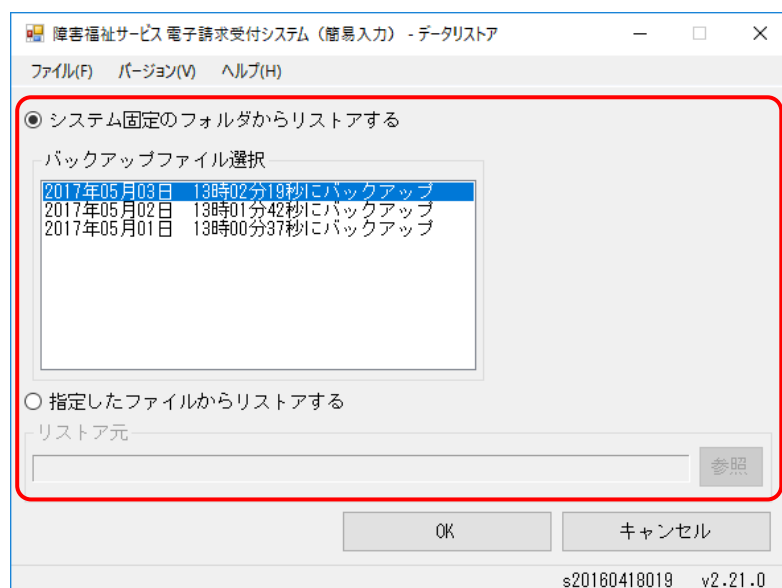 障害福祉サービス 電子請求受付システム（簡易入力） - データリストア
ファイル(F) バージョン(V) ヘルプ(H)
システム固定のフォルダからリストアする
バックアップファイル選択
2017年05月03日 13時02分19秒にバックアップ
2017年05月02日 13時01分42秒にバックアップ
2017年05月01日 13時00分37秒にバックアップ
指定したファイルからリストアする
リストア元
参照
OK キャンセル
s20160418019 v2.21.0